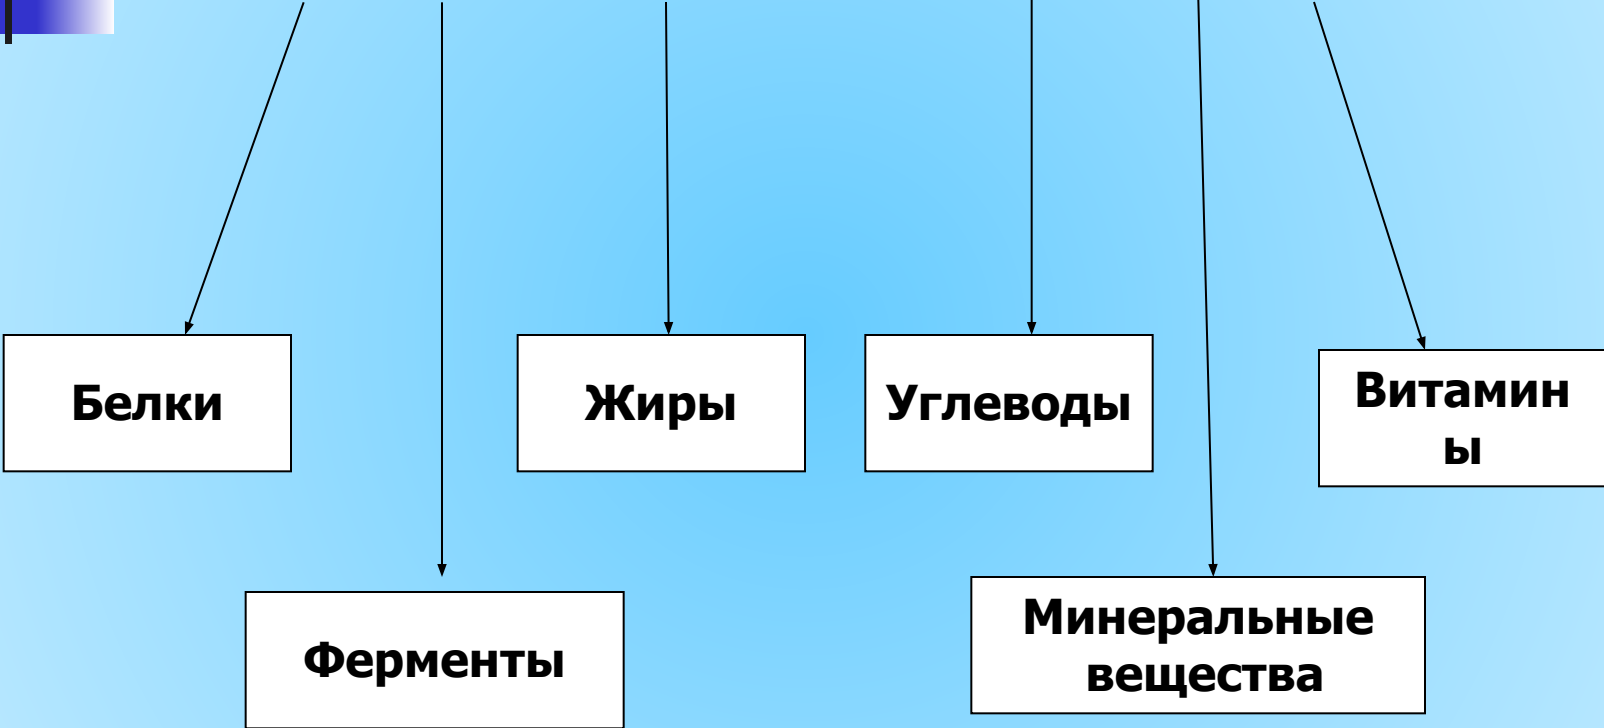 Белки
Жиры
Углеводы
Витамин
ы
Ферменты
Минеральные
вещества